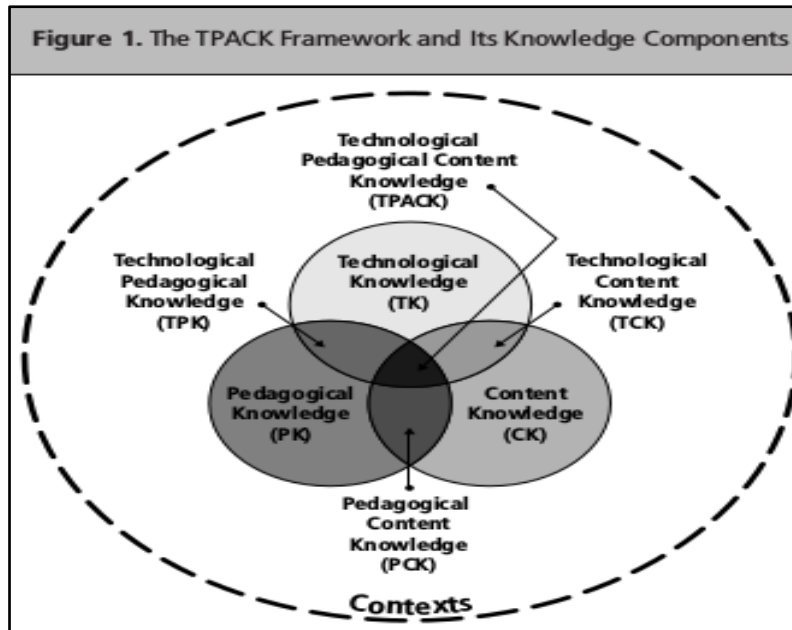 Figure 1. The TPACK Framework and Its Knowledge Components
Technological
Pedagogical Content
Knowledge
(TPACK)
Technological
Pedagogical
Knowledge
(TPK)
Technological
Knowledge
(TK)
Technological
Content
Knowledge
(TCK)
Pedagogical
Knowledge
(PK)
Content
Knowledge
(CK)
Pedagogical
Content
Knowledge
(PCK)
Contexts